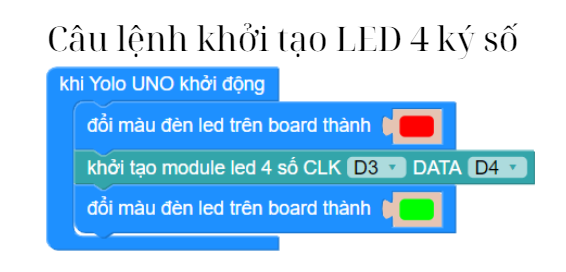 Câu lệnh khởi tạo LED 4 ký số
khi Yolo UNO khởi động
đổi màu đèn led trên board thành
khởi tạo module led 4 số CLK D3 DATA D4
đổi màu đèn led trên board thành